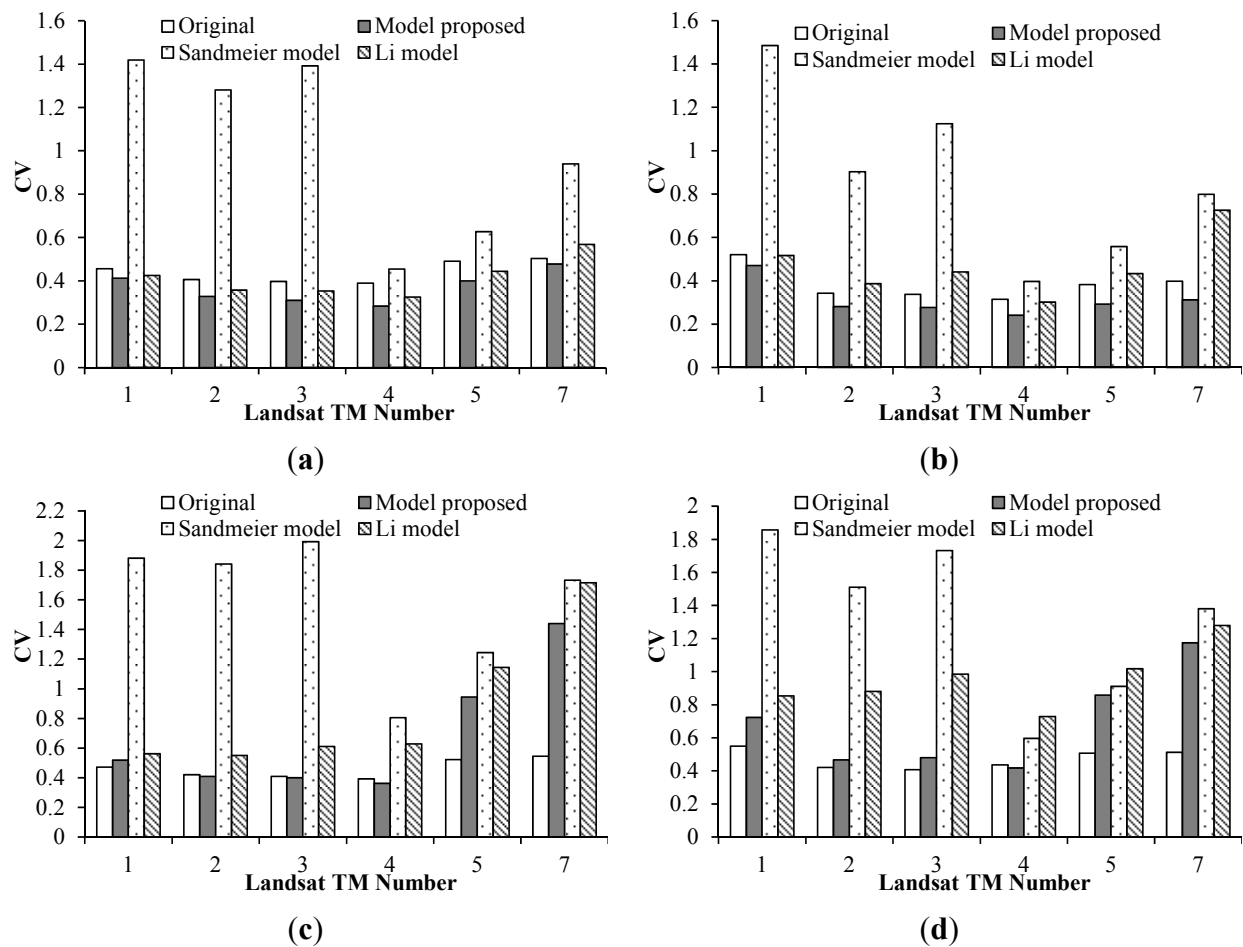 Original Model proposed
Sandmeier model Li model
1.6
1.4
1.2
1
0.8
0.6
0.4
0.2
0
CV
1 2 3 4 5 7
Landsat TM Number
(a)
Original Model proposed
Sandmeier model Li model
1.6
1.4
1.2
1
0.8
0.6
0.4
0.2
0
CV
1 2 3 4 5 7
Landsat TM Number
(b)
Original Model proposed
Sandmeier model Li model
2.2
2
1.8
1.6
1.4
1.2
1
0.8
0.6
0.4
0.2
0
CV
1 2 3 4 5 7
Landsat TM Number
(c)
Original Model proposed
Sandmeier model Li model
2
1.8
1.6
1.4
1.2
1
0.8
0.6
0.4
0.2
0
CV
1 2 3 4 5 7
Landsat TM Number
(d)